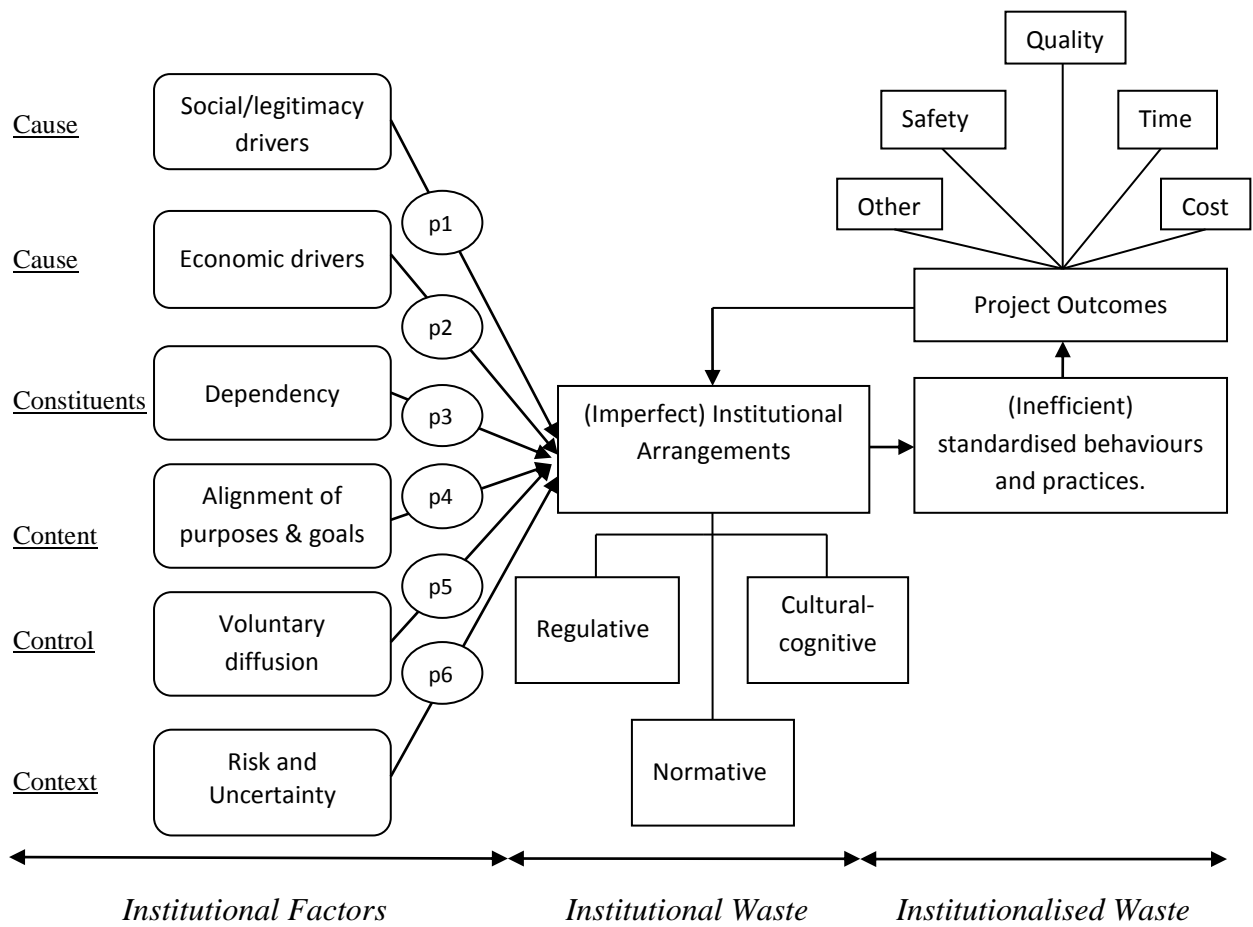 Quality
Safety
Time
Other
Cost
Project Outcomes
Cause
Social/legitimacy
drivers
p1
Cause
Economic drivers
p2
Constituents
Dependency
p3
Content
Alignment of
purposes & goals
p4
Control
Voluntary
diffusion
p5
Context
Risk and
Uncertainty
p6
(Imperfect) Institutional
Arrangements
(Inefficient)
standardised behaviours
and practices.
Regulative
Cultural-
cognitive
Normative
Institutional Factors
Institutional Waste
Institutionalised Waste